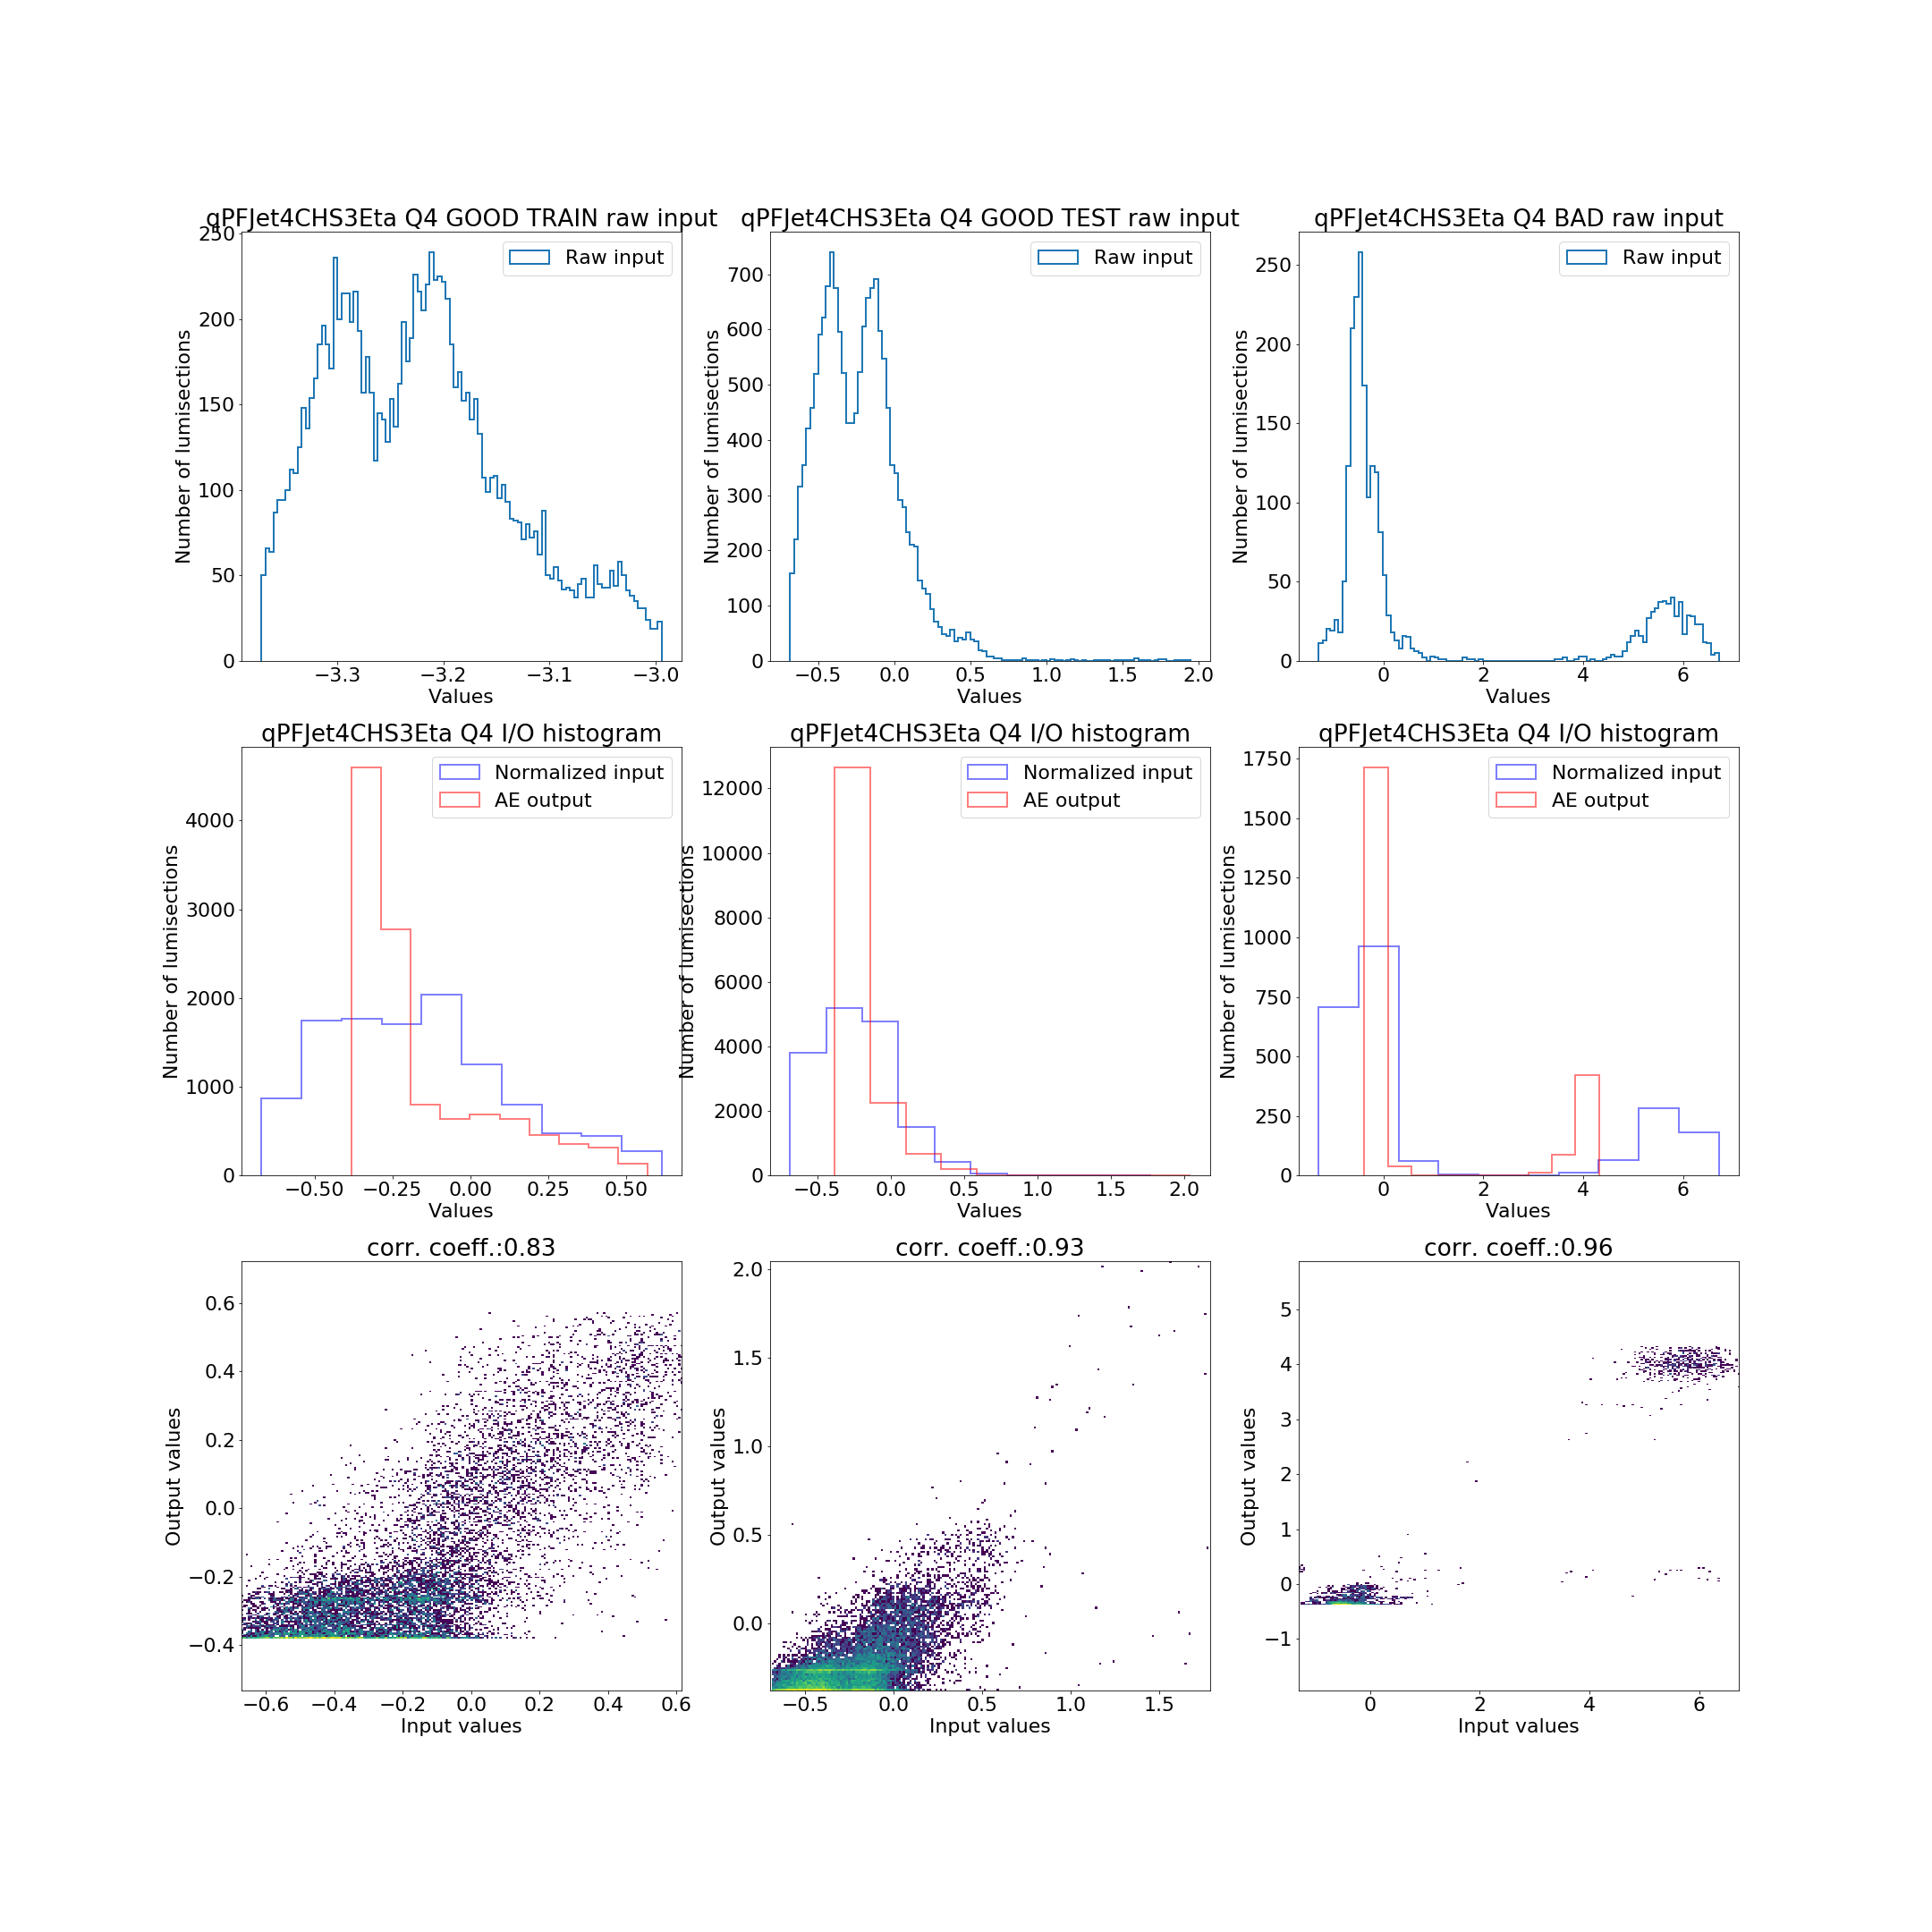 qPFJet4CHS3Eta Q4 GOOD TRAIN raw input
250
200
150
100
50
0
Number of lumisections
Raw input
−3.3 −3.2 −3.1 −3.0
Values
qPFJet4CHS3Eta Q4 GOOD TEST raw input
700
600
500
400
300
200
100
0
Number of lumisections
Raw input
−0.5 0.0 0.5 1.0 1.5 2.0
Values
qPFJet4CHS3Eta Q4 BAD raw input
250
200
150
100
50
0
Number of lumisections
Raw input
0 2 4 6
Values
qPFJet4CHS3Eta Q4 I/O histogram
4000
3000
2000
1000
0
Number of lumisections
Normalized input
AE output
−0.50 −0.25 0.00 0.25 0.50
Values
qPFJet4CHS3Eta Q4 I/O histogram
12000
10000
8000
6000
4000
2000
0
Number of lumisections
Normalized input
AE output
−0.5 0.0 0.5 1.0 1.5 2.0
Values
qPFJet4CHS3Eta Q4 I/O histogram
1750
1500
1250
1000
750
500
250
0
Number of lumisections
Normalized input
AE output
0 2 4 6
Values
corr. coeff.:0.83
0.6
0.4
0.2
0.0
−0.2
−0.4
Output values
−0.6 −0.4 −0.2 0.0 0.2 0.4 0.6
Input values
corr. coeff.:0.93
2.0
1.5
1.0
0.5
0.0
Output values
−0.5 0.0 0.5 1.0 1.5
Input values
corr. coeff.:0.96
5
4
3
2
1
0
−1
Output values
0 2 4 6
Input values